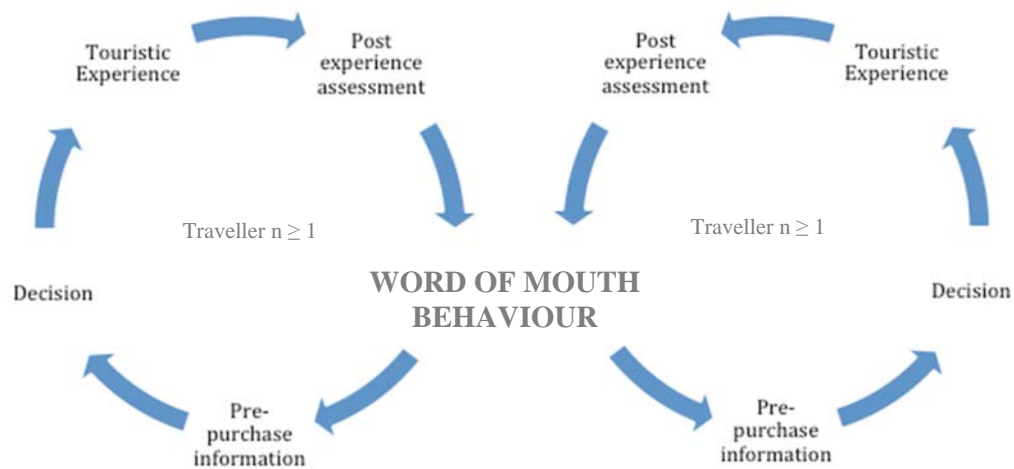 Touristic
Experience
Post
experience
assessment
Post
experience
assessment
Touristic
Experience
Traveller n ≥ 1
Traveller n ≥ 1
WORD OF MOUTH
BEHAVIOUR
Decision
Decision
Pre-
purchase
information
Pre-
purchase
information